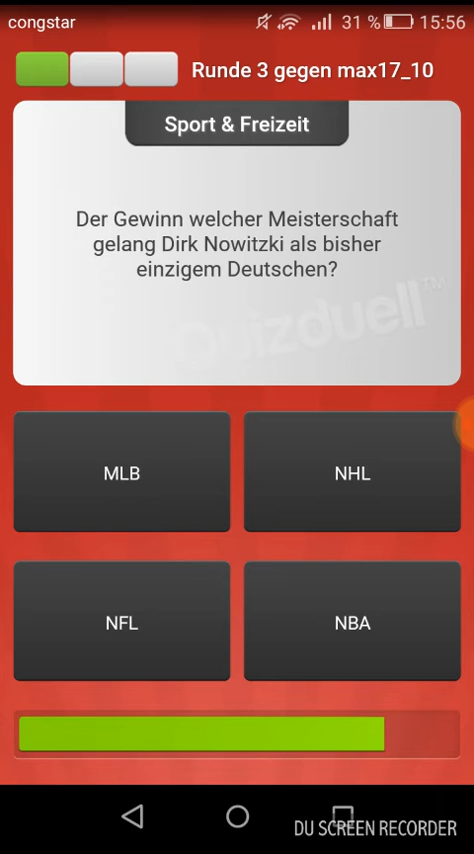 congstar 31 % 15:56
Runde 3 gegen max17_10
Sport & Freizeit
Der Gewinn welcher Meisterschaft
gelang Dirk Nowitzki als bisher
einzigem Deutschen?
Quizduell™
MLB NHL
NFL NBA
DU SCREEN RECORDER